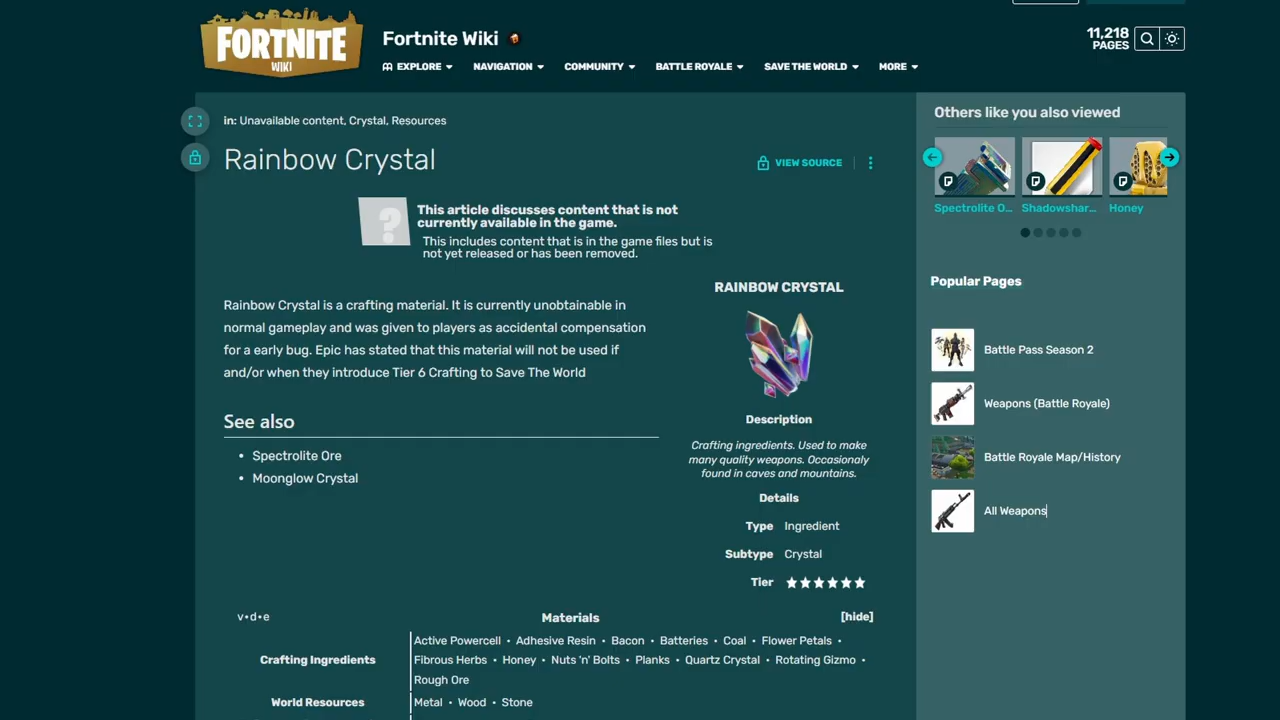 FORTNITE
WIKI
Fortnite Wiki
EXPLORE
NAVIGATION
COMMUNITY
BATTLE ROYALE
SAVE THE WORLD
MORE
11,218
PAGES
in: Unavailable content, Crystal, Resources
Rainbow Crystal
VIEW SOURCE
This article discusses content that is not
currently available in the game.
This includes content that is in the game files but is
not yet released or has been removed.
Rainbow Crystal is a crafting material. It is currently unobtainable in
normal gameplay and was given to players as accidental compensation
for a early bug. Epic has stated that this material will not be used if
and/or when they introduce Tier 6 Crafting to Save The World
See also
• Spectrolite Ore
• Moonglow Crystal
RAINBOW CRYSTAL
Description
Crafting ingredients. Used to make
many quality weapons. Occasionaly
found in caves and mountains.
Details
Type Ingredient
Subtype Crystal
Tier ★★★★★★
v•d•e
Materials
[hide]
Crafting Ingredients
Active Powercell • Adhesive Resin • Bacon • Batteries • Coal • Flower Petals •
Fibrous Herbs • Honey • Nuts 'n' Bolts • Planks • Quartz Crystal • Rotating Gizmo •
Rough Ore
World Resources
Metal • Wood • Stone
Others like you also viewed
Spectrolite O...
Shadowshar...
Honey
Popular Pages
Battle Pass Season 2
Weapons (Battle Royale)
Battle Royale Map/History
All Weapons